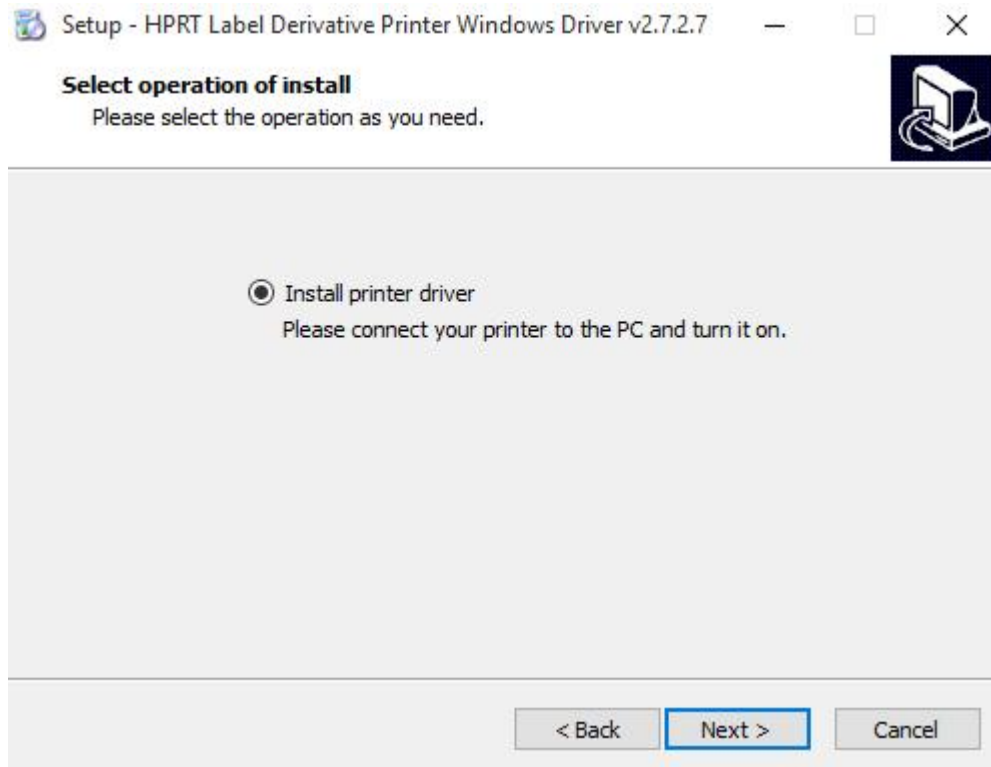 Setup - HPRT Label Derivative Printer Windows Driver v2.7.2.7
Select operation of install
Please select the operation as you need.
Install printer driver
Please connect your printer to the PC and turn it on.
< Back Next > Cancel